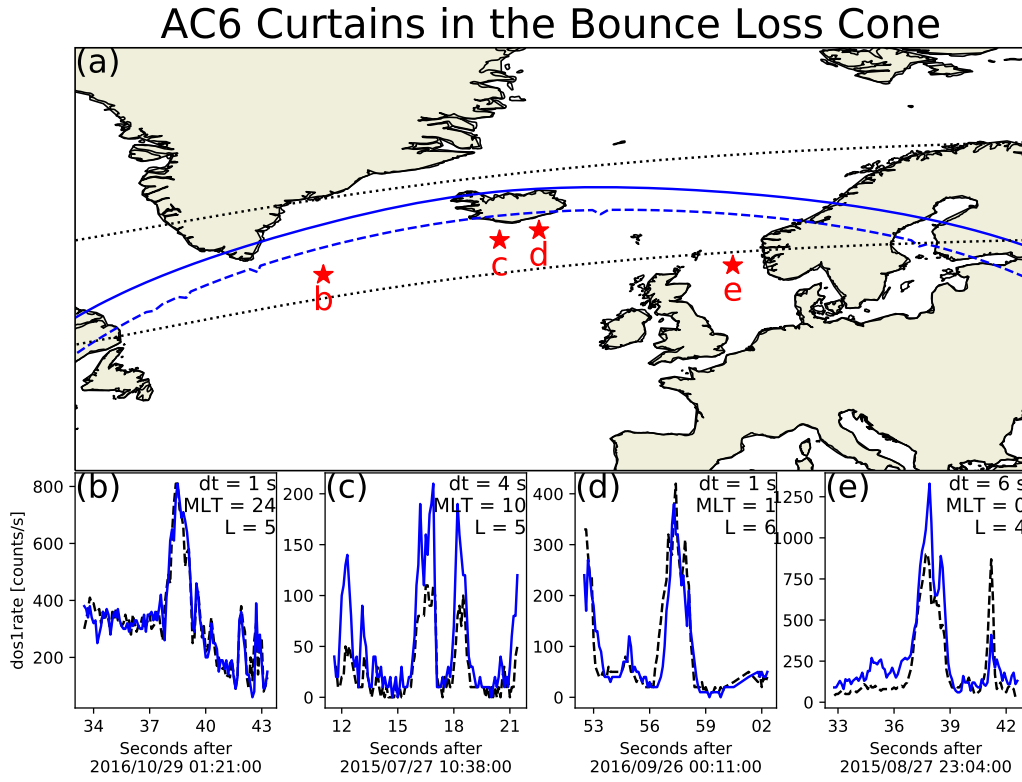 AC6 Curtains in the Bounce Loss Cone
(a)
b
c
d
e
dos1rate [counts/s]
(b)
dt = 1 s
MLT = 24
L = 5
800
600
400
200
34 37 40 43
Seconds after
2016/10/29 01:21:00
(c)
dt = 4 s
MLT = 10
L = 5
200
150
100
50
0
12 15 18 21
Seconds after
2015/07/27 10:38:00
(d)
dt = 1 s
MLT = 1
L = 6
400
300
200
100
0
53 56 59 02
Seconds after
2016/09/26 00:11:00
(e)
dt = 6 s
MLT = 0
L = 4
1250
1000
750
500
250
0
33 36 39 42
Seconds after
2015/08/27 23:04:00